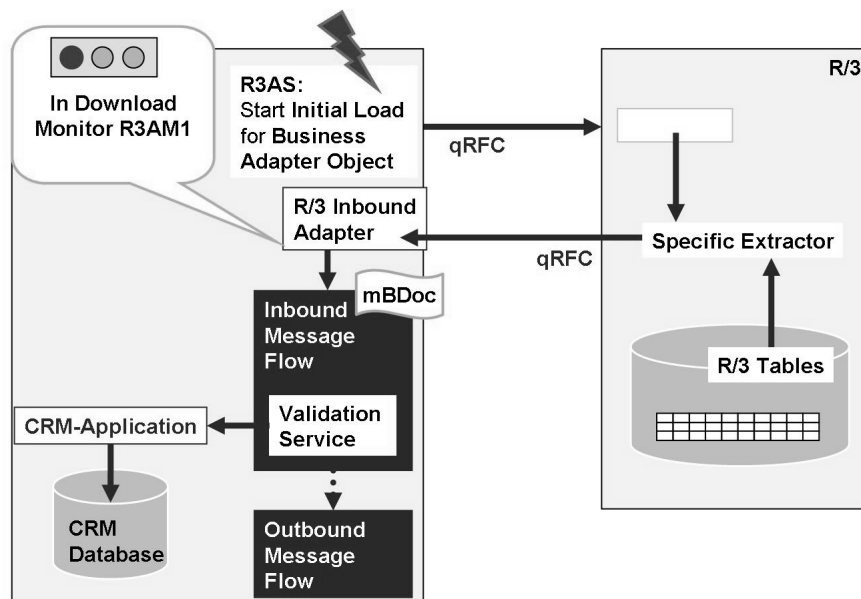 In Download
Monitor R3AM1
R3AS:
Start Initial Load
for Business
Adapter Object
qRFC
R/3
R/3 Inbound
Adapter
qRFC
Specific Extractor
mBDoc
Inbound
Message
Flow
R/3 Tables
Validation
Service
CRM-Application
CRM
Database
Outbound
Message
Flow